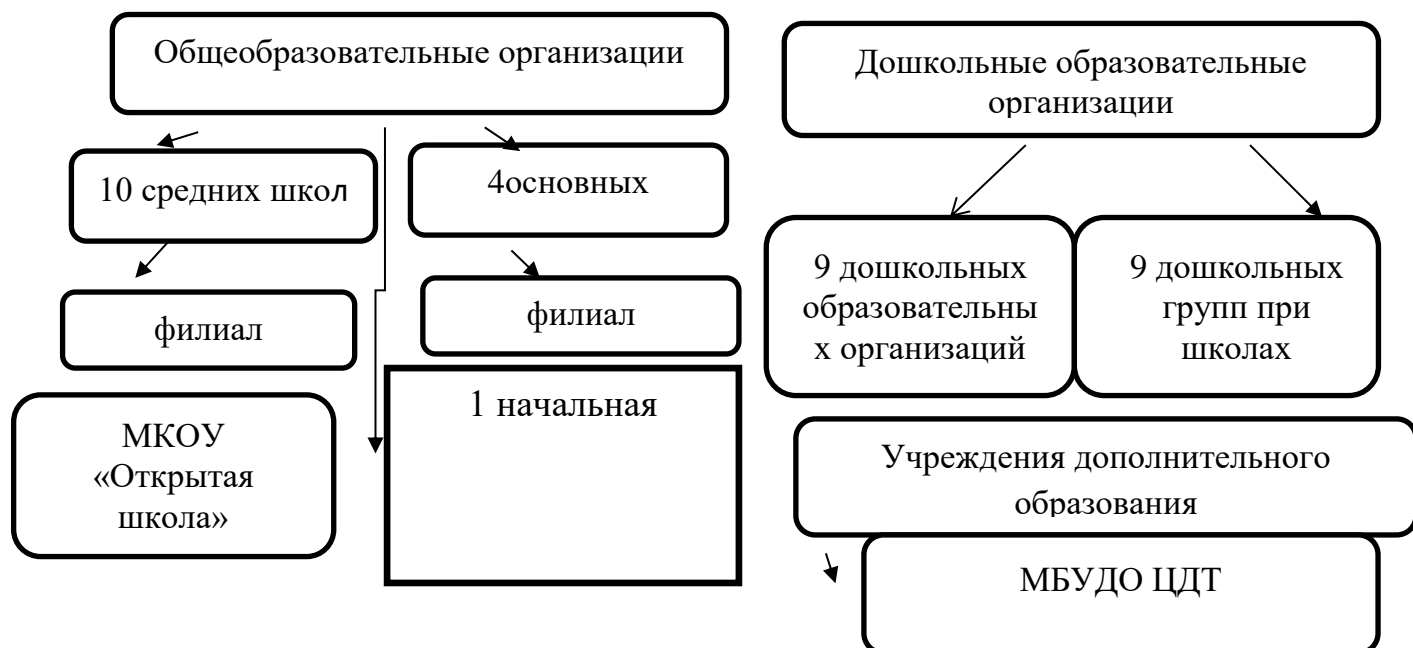 Общеобразовательные организации
10 средних школ
4основных
филиал
филиал
МКОУ
«Открытая
школа»
1 начальная
Дошкольные образовательные
организации
9 дошкольных
образовательны
х организаций
9 дошкольных
групп при
школах
Учреждения дополнительного
образования
МБУДО ЦДТ